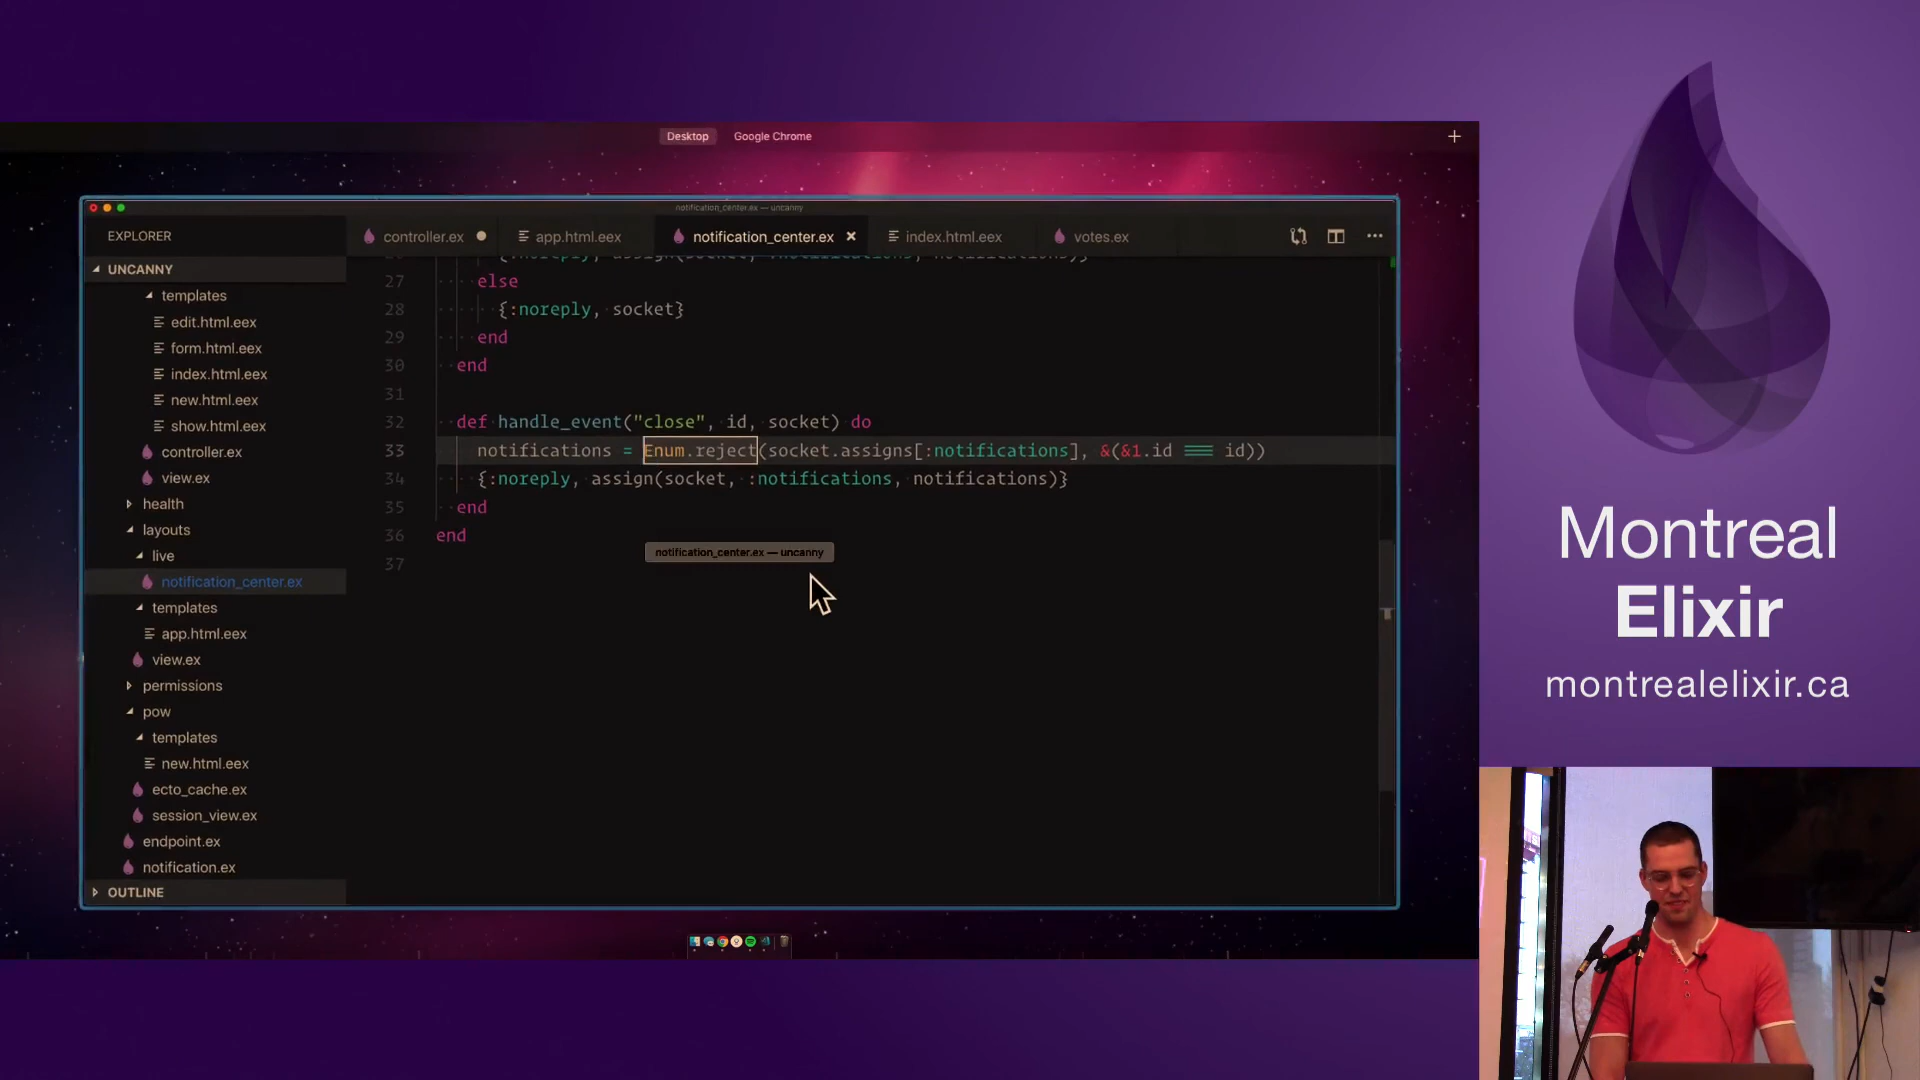 Desktop
Google Chrome
+
notification_center.ex — uncanny
EXPLORER
controller.ex
app.html.eex
notification_center.ex ×
index.html.eex
votes.ex
UNCANNY
templates
edit.html.eex
form.html.eex
index.html.eex
new.html.eex
show.html.eex
controller.ex
view.ex
health
layouts
live
notification_center.ex
templates
app.html.eex
view.ex
permissions
pow
templates
new.html.eex
ecto_cache.ex
session_view.ex
endpoint.ex
notification.ex
OUTLINE
27 else
28 {:noreply, socket}
29 end
30 end
31
32 def handle_event("close", id, socket) do
33 notifications = Enum.reject(socket.assigns[:notifications], &(&1.id === id))
34 {:noreply, assign(socket, :notifications, notifications)}
35 end
36 end
37
notification_center.ex — uncanny
Montreal
Elixir
montrealelixir.ca